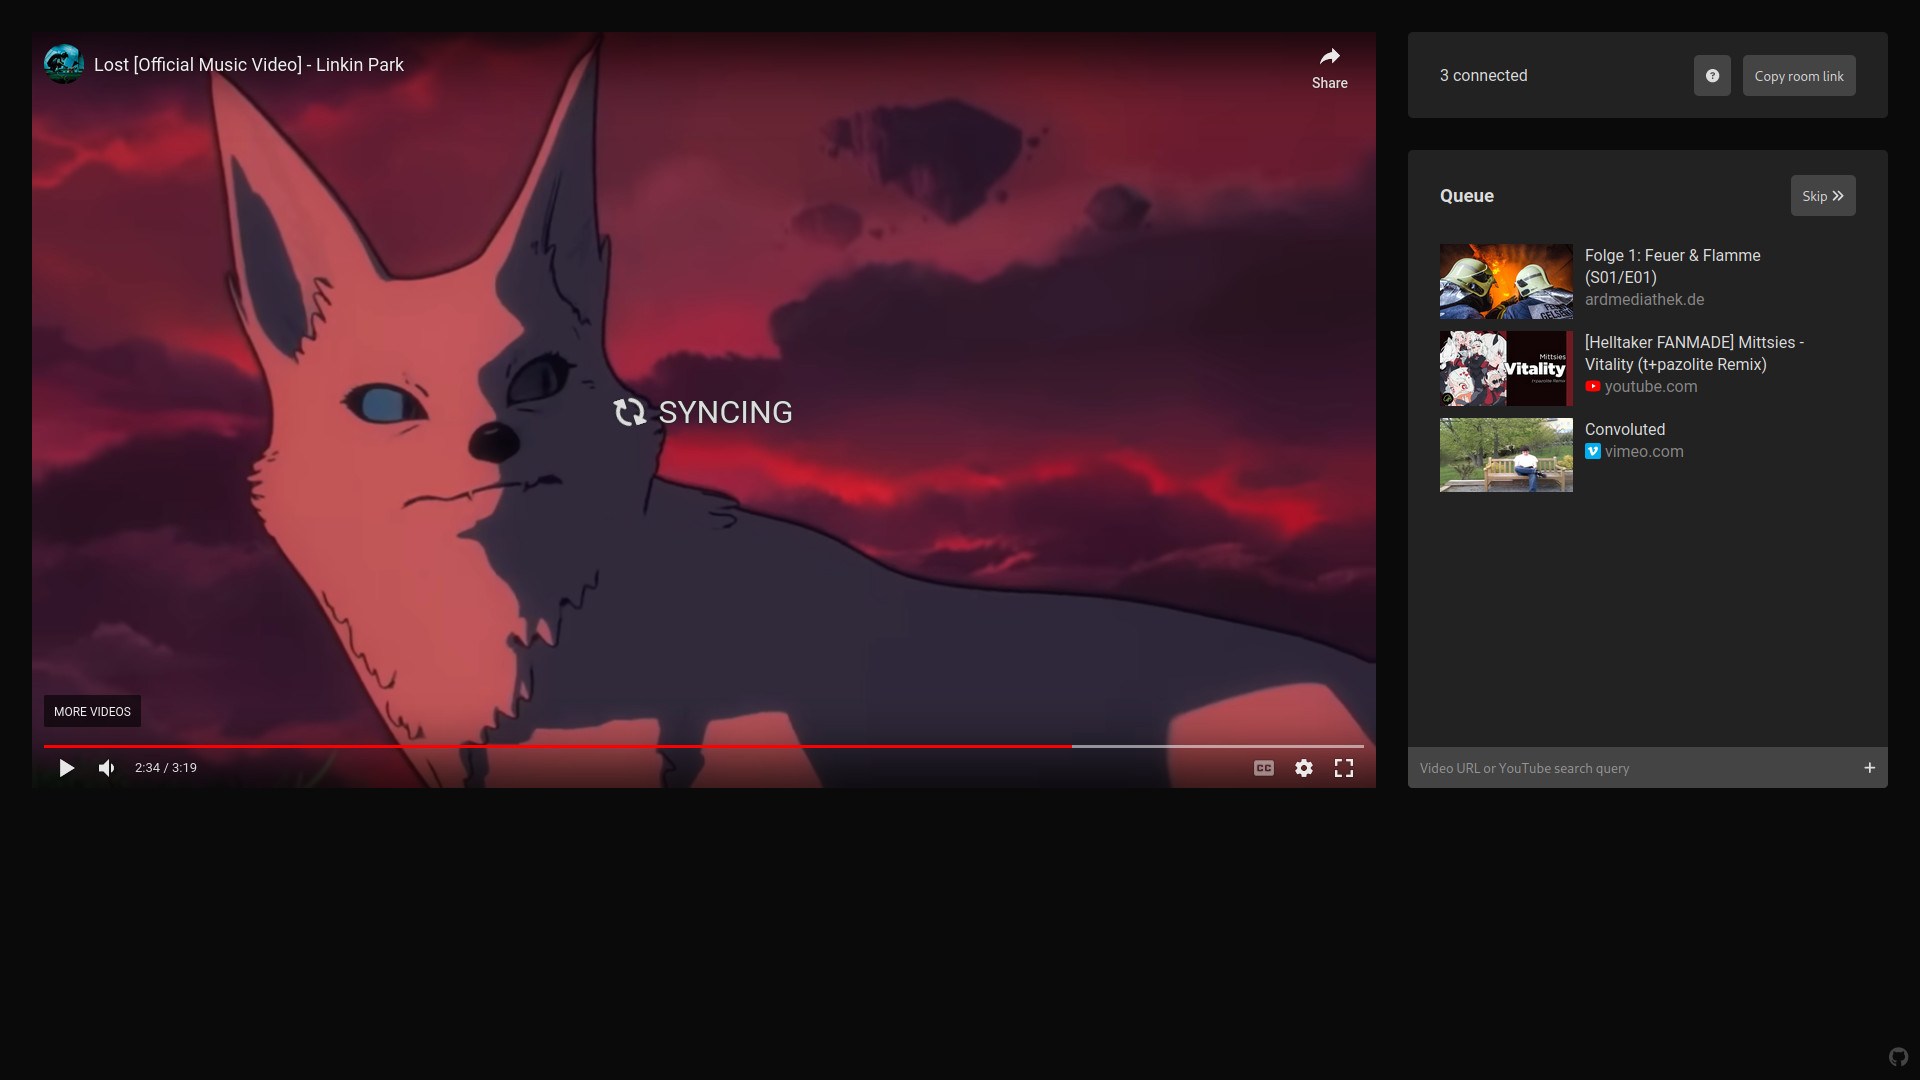 Lost [Official Music Video] - Linkin Park
Share
SYNCING
MORE VIDEOS
2:34 / 3:19
CC
3 connected
?
Copy room link
Queue
Skip
Folge 1: Feuer & Flamme
(S01/E01)
ardmediathek.de
Mittsies
Vitality
[Helltaker FANMADE] Mittsies -
Vitality (t+pazolite Remix)
youtube.com
Convoluted
vimeo.com
Video URL or YouTube search query
+